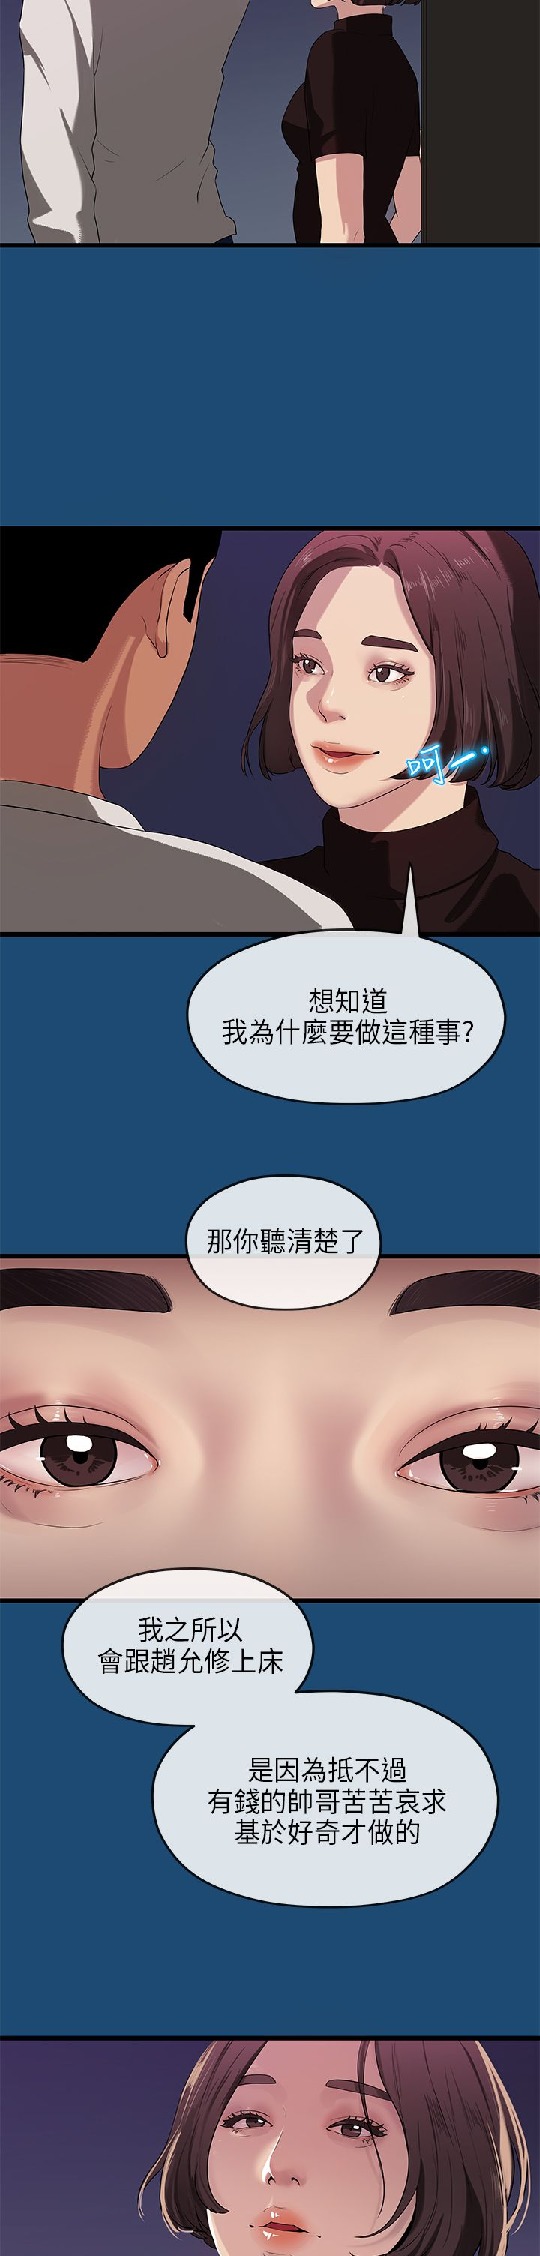 呵
想知道
我為什麼要做這種事?
那你聽清楚了
我之所以
會跟趙允修上床
是因為抵不過
有錢的帥哥苦苦哀求
基於好奇才做的